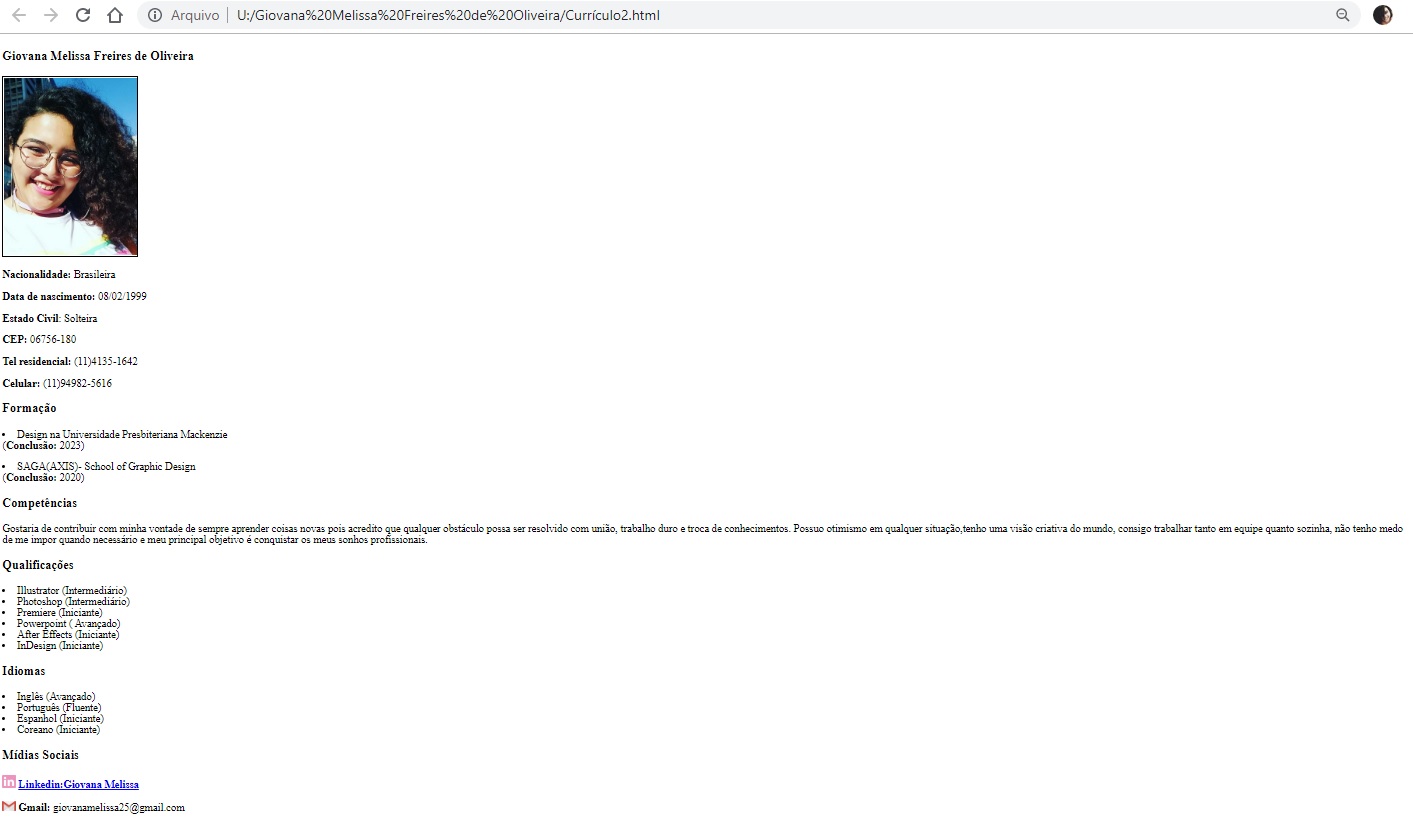 Arquivo | U:/Giovana%20Melissa%20Freires%20de%20Oliveira/Currículo2.html
Giovana Melissa Freires de Oliveira
Nacionalidade: Brasileira
Data de nascimento: 08/02/1999
Estado Civil: Solteira
CEP: 06756-180
Tel residencial: (11)4135-1642
Celular: (11)94982-5616
Formação
• Design na Universidade Presbiteriana Mackenzie
(Conclusão: 2023)
• SAGA(AXIS)- School of Graphic Design
(Conclusão: 2020)
Competências
Gostaria de contribuir com minha vontade de sempre aprender coisas novas pois acredito que qualquer obstáculo possa ser resolvido com união, trabalho duro e troca de conhecimentos. Possuo otimismo em qualquer situação,tenho uma visão criativa do mundo, consigo trabalhar tanto em equipe quanto sozinha, não tenho medo
de me impor quando necessário e meu principal objetivo é conquistar os meus sonhos profissionais.
Qualificações
• Illustrator (Intermediário)
• Photoshop (Intermediário)
• Premiere (Iniciante)
• Powerpoint ( Avançado)
• After Effects (Iniciante)
• InDesign (Iniciante)
Idiomas
• Inglês (Avançado)
• Português (Fluente)
• Espanhol (Iniciante)
• Coreano (Iniciante)
Mídias Sociais
in Linkedin:Giovana Melissa
Gmail: giovanamelissa25@gmail.com